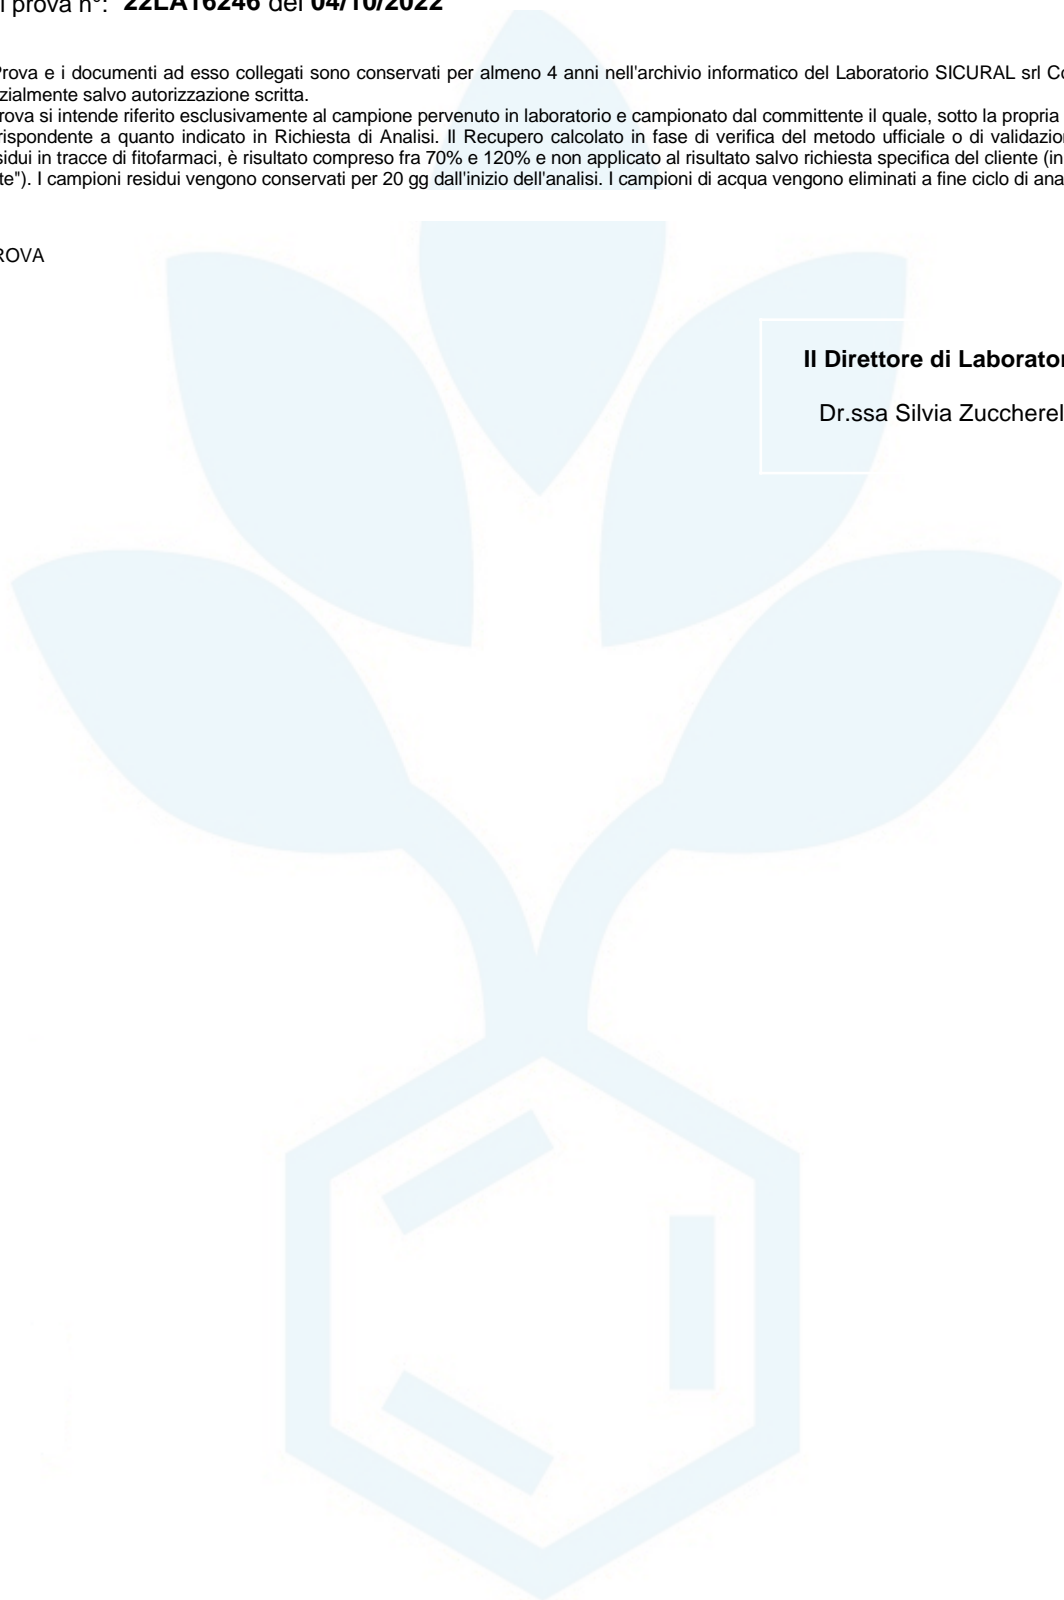 i prova n°: 22LA16246 del 04/10/2022
Prova e i documenti ad esso collegati sono conservati per almeno 4 anni nell'archivio informatico del Laboratorio SICURAL srl Co
zialmente salvo autorizzazione scritta.
rova si intende riferito esclusivamente al campione pervenuto in laboratorio e campionato dal committente il quale, sotto la propria
rispondente a quanto indicato in Richiesta di Analisi. Il Recupero calcolato in fase di verifica del metodo ufficiale o di validazion
sidui in tracce di fitofarmaci, è risultato compreso fra 70% e 120% e non applicato al risultato salvo richiesta specifica del cliente (in
te"). I campioni residui vengono conservati per 20 gg dall'inizio dell'analisi. I campioni di acqua vengono eliminati a fine ciclo di ana
ROVA
Il Direttore di Laborator
Dr.ssa Silvia Zuccherel